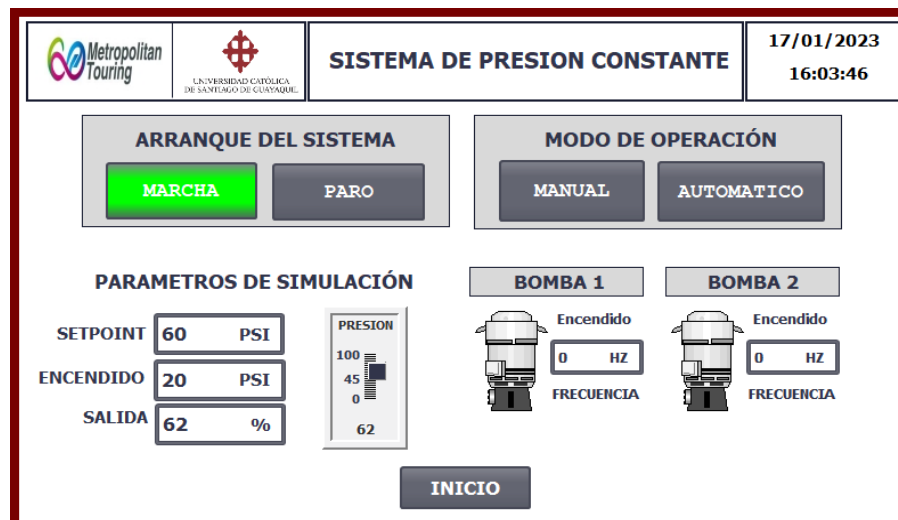 Metropolitan
Touring
UNIVERSIDAD CATÓLICA
DE SANTIAGO DE GUAYAQUIL
SISTEMA DE PRESION CONSTANTE
17/01/2023
16:03:46
ARRANQUE DEL SISTEMA
MARCHA
PARO
MODO DE OPERACIÓN
MANUAL
AUTOMATICO
PARAMETROS DE SIMULACIÓN
SETPOINT 60 PSI
ENCENDIDO 20 PSI
SALIDA 62 %
PRESION
100
45
0
62
BOMBA 1
Encendido
0 HZ
FRECUENCIA
BOMBA 2
Encendido
0 HZ
FRECUENCIA
INICIO